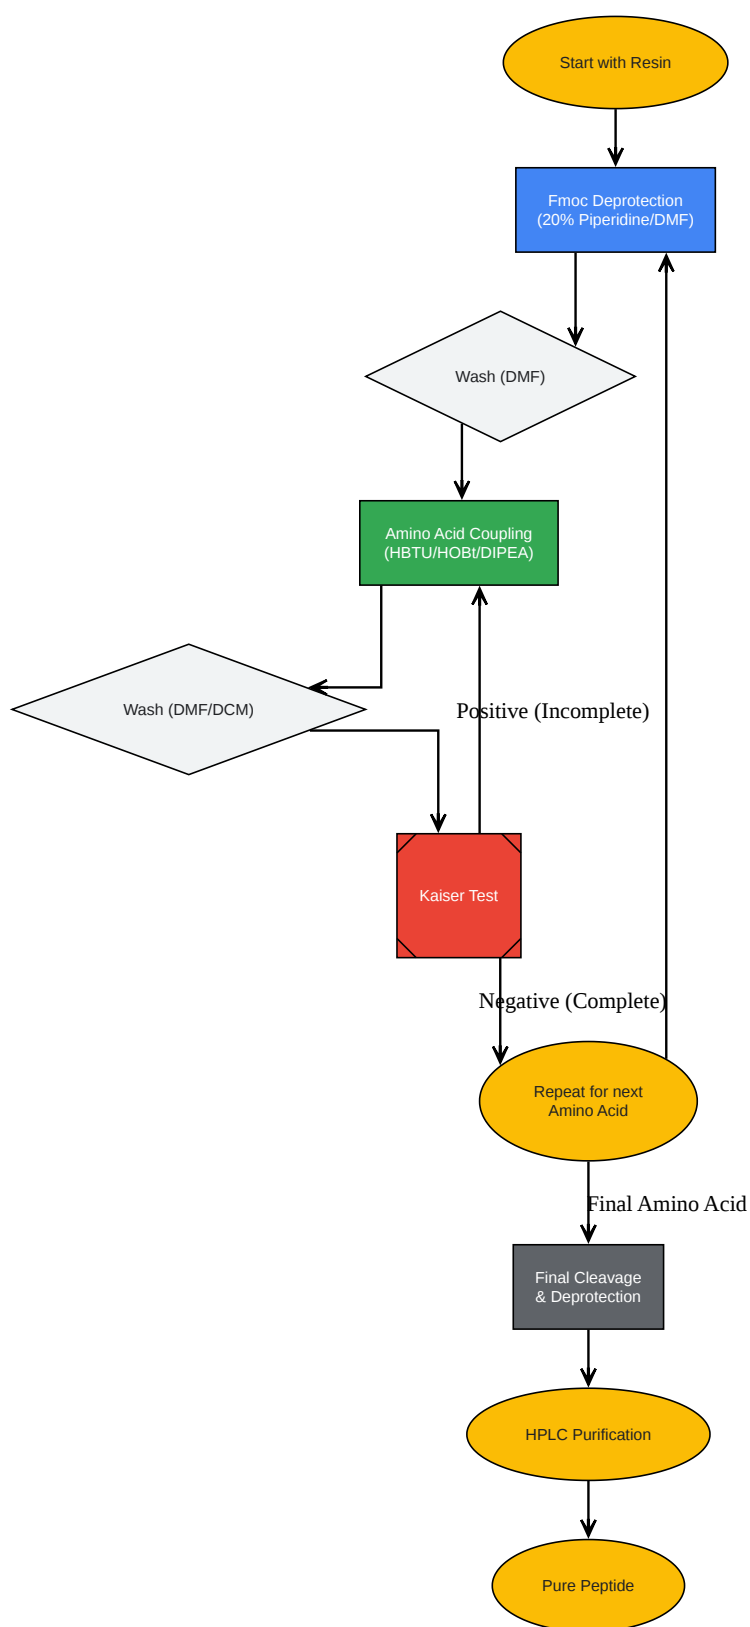 Start with Resin
Fmoc Deprotection
(20% Piperidine/DMF)
Wash (DMF)
Amino Acid Coupling
(HBTU/HOBt/DIPEA)
Wash (DMF/DCM)
Positive (Incomplete)
Kaiser Test
Negative (Complete)
Repeat for next
Amino Acid
Final Amino Acid
Final Cleavage
& Deprotection
HPLC Purification
Pure Peptide